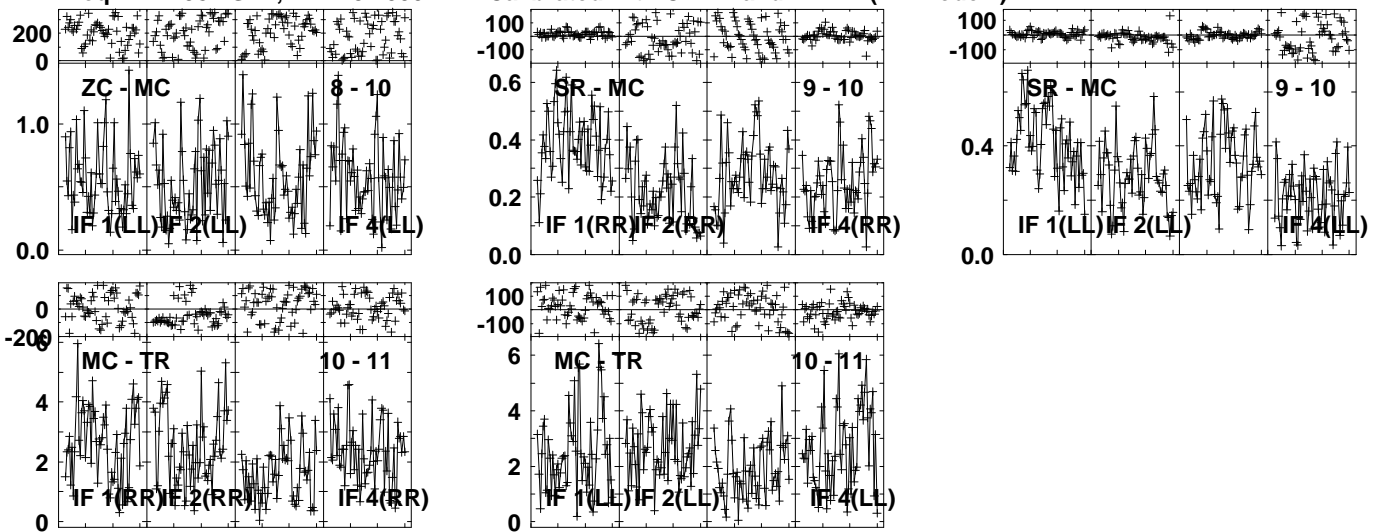 200
0
ZC - MC 8 - 10
1.0
IF 1(LL) IF 2(LL) IF 4(LL)
0.0
100
-100
0.6
SR - MC 9 - 10
0.4
0.2
IF 1(RR) IF 2(RR) IF 4(RR)
0.0
100
-100
SR - MC 9 - 10
0.4
IF 1(LL) IF 2(LL) IF 4(LL)
0.0
0
-200
6
MC - TR 10 - 11
4
2
IF 1(RR) IF 2(RR) IF 4(RR)
0
100
-100
6
MC - TR 10 - 11
4
2
IF 1(LL) IF 2(LL) IF 4(LL)
0